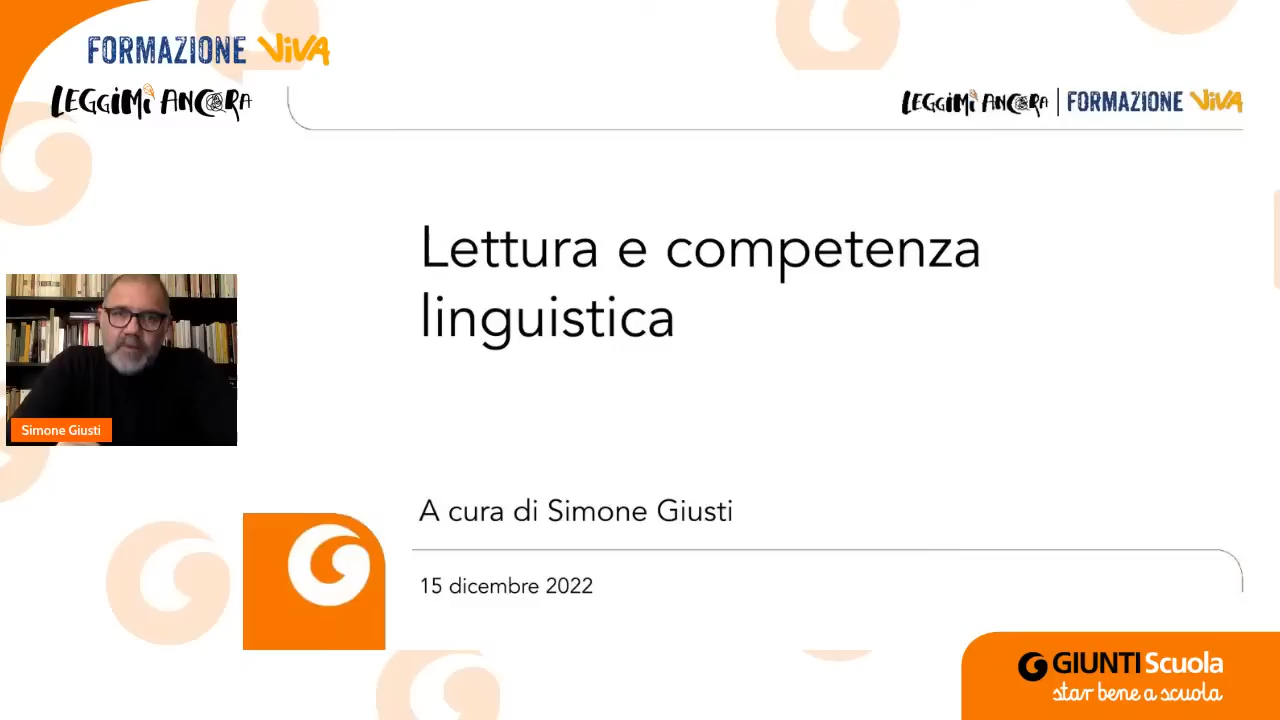 FORMAZIONE VIVA
LEGGIMI ANCORA
LEGGIMI ANCORA | FORMAZIONE VIVA
Lettura e competenza
linguistica
Simone Giusti
A cura di Simone Giusti
15 dicembre 2022
GIUNTI Scuola
star bene a scuola